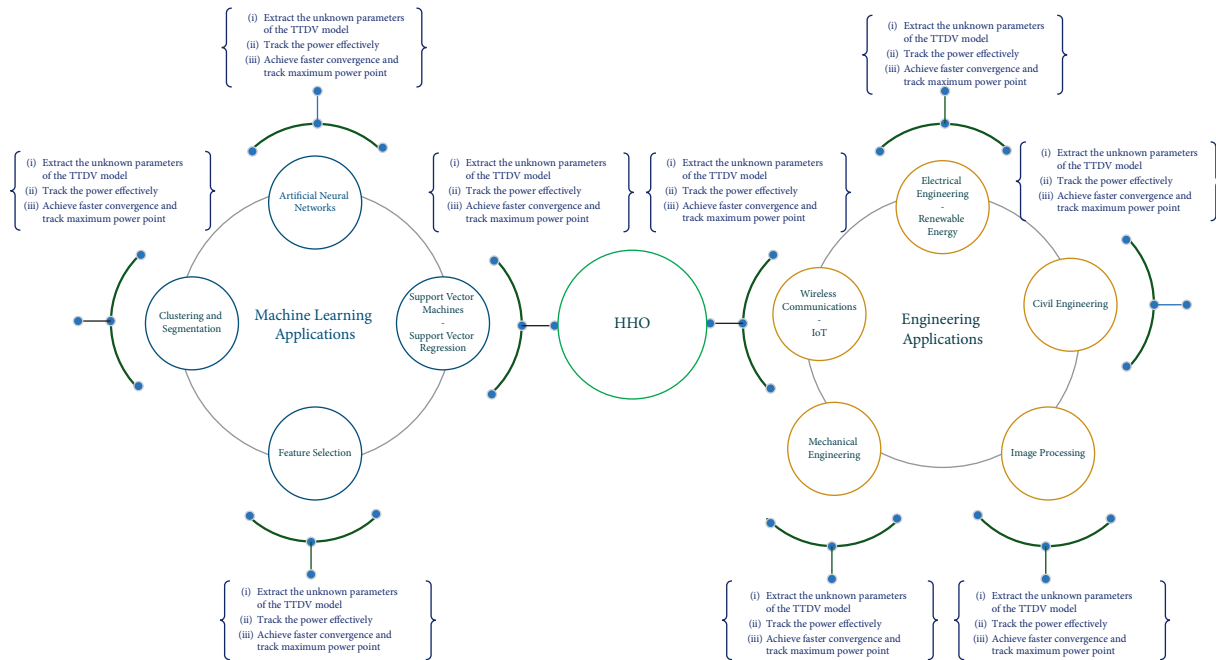 (i) Extract the unknown parameters
of the TTDV model
(ii) Track the power effectively
(iii) Achieve faster convergence and
track maximum power point
(i) Extract the unknown parameters
of the TTDV model
(ii) Track the power effectively
(iii) Achieve faster convergence and
track maximum power point
(i) Extract the unknown parameters
of the TTDV model
(ii) Track the power effectively
(iii) Achieve faster convergence and
track maximum power point
(i) Extract the unknown parameters
of the TTDV model
(ii) Track the power effectively
(iii) Achieve faster convergence and
track maximum power point
(i) Extract the unknown parameters
of the TTDV model
(ii) Track the power effectively
(iii) Achieve faster convergence and
track maximum power point
(i) Extract the unknown parameters
of the TTDV model
(ii) Track the power effectively
(iii) Achieve faster convergence and
track maximum power point
Artificial Neural
Networks
Electrical
Engineering
-
Renewable
Energy
Clustering and
Segmentation
Machine Learning
Applications
Support Vector
Machines
-
Support Vector
Regression
HHO
Wireless
Communications
-
IoT
Engineering
Applications
Civil Engineering
Feature Selection
Mechanical
Engineering
Image Processing
(i) Extract the unknown parameters
of the TTDV model
(ii) Track the power effectively
(iii) Achieve faster convergence and
track maximum power point
(i) Extract the unknown parameters
of the TTDV model
(ii) Track the power effectively
(iii) Achieve faster convergence and
track maximum power point
(i) Extract the unknown parameters
of the TTDV model
(ii) Track the power effectively
(iii) Achieve faster convergence and
track maximum power point